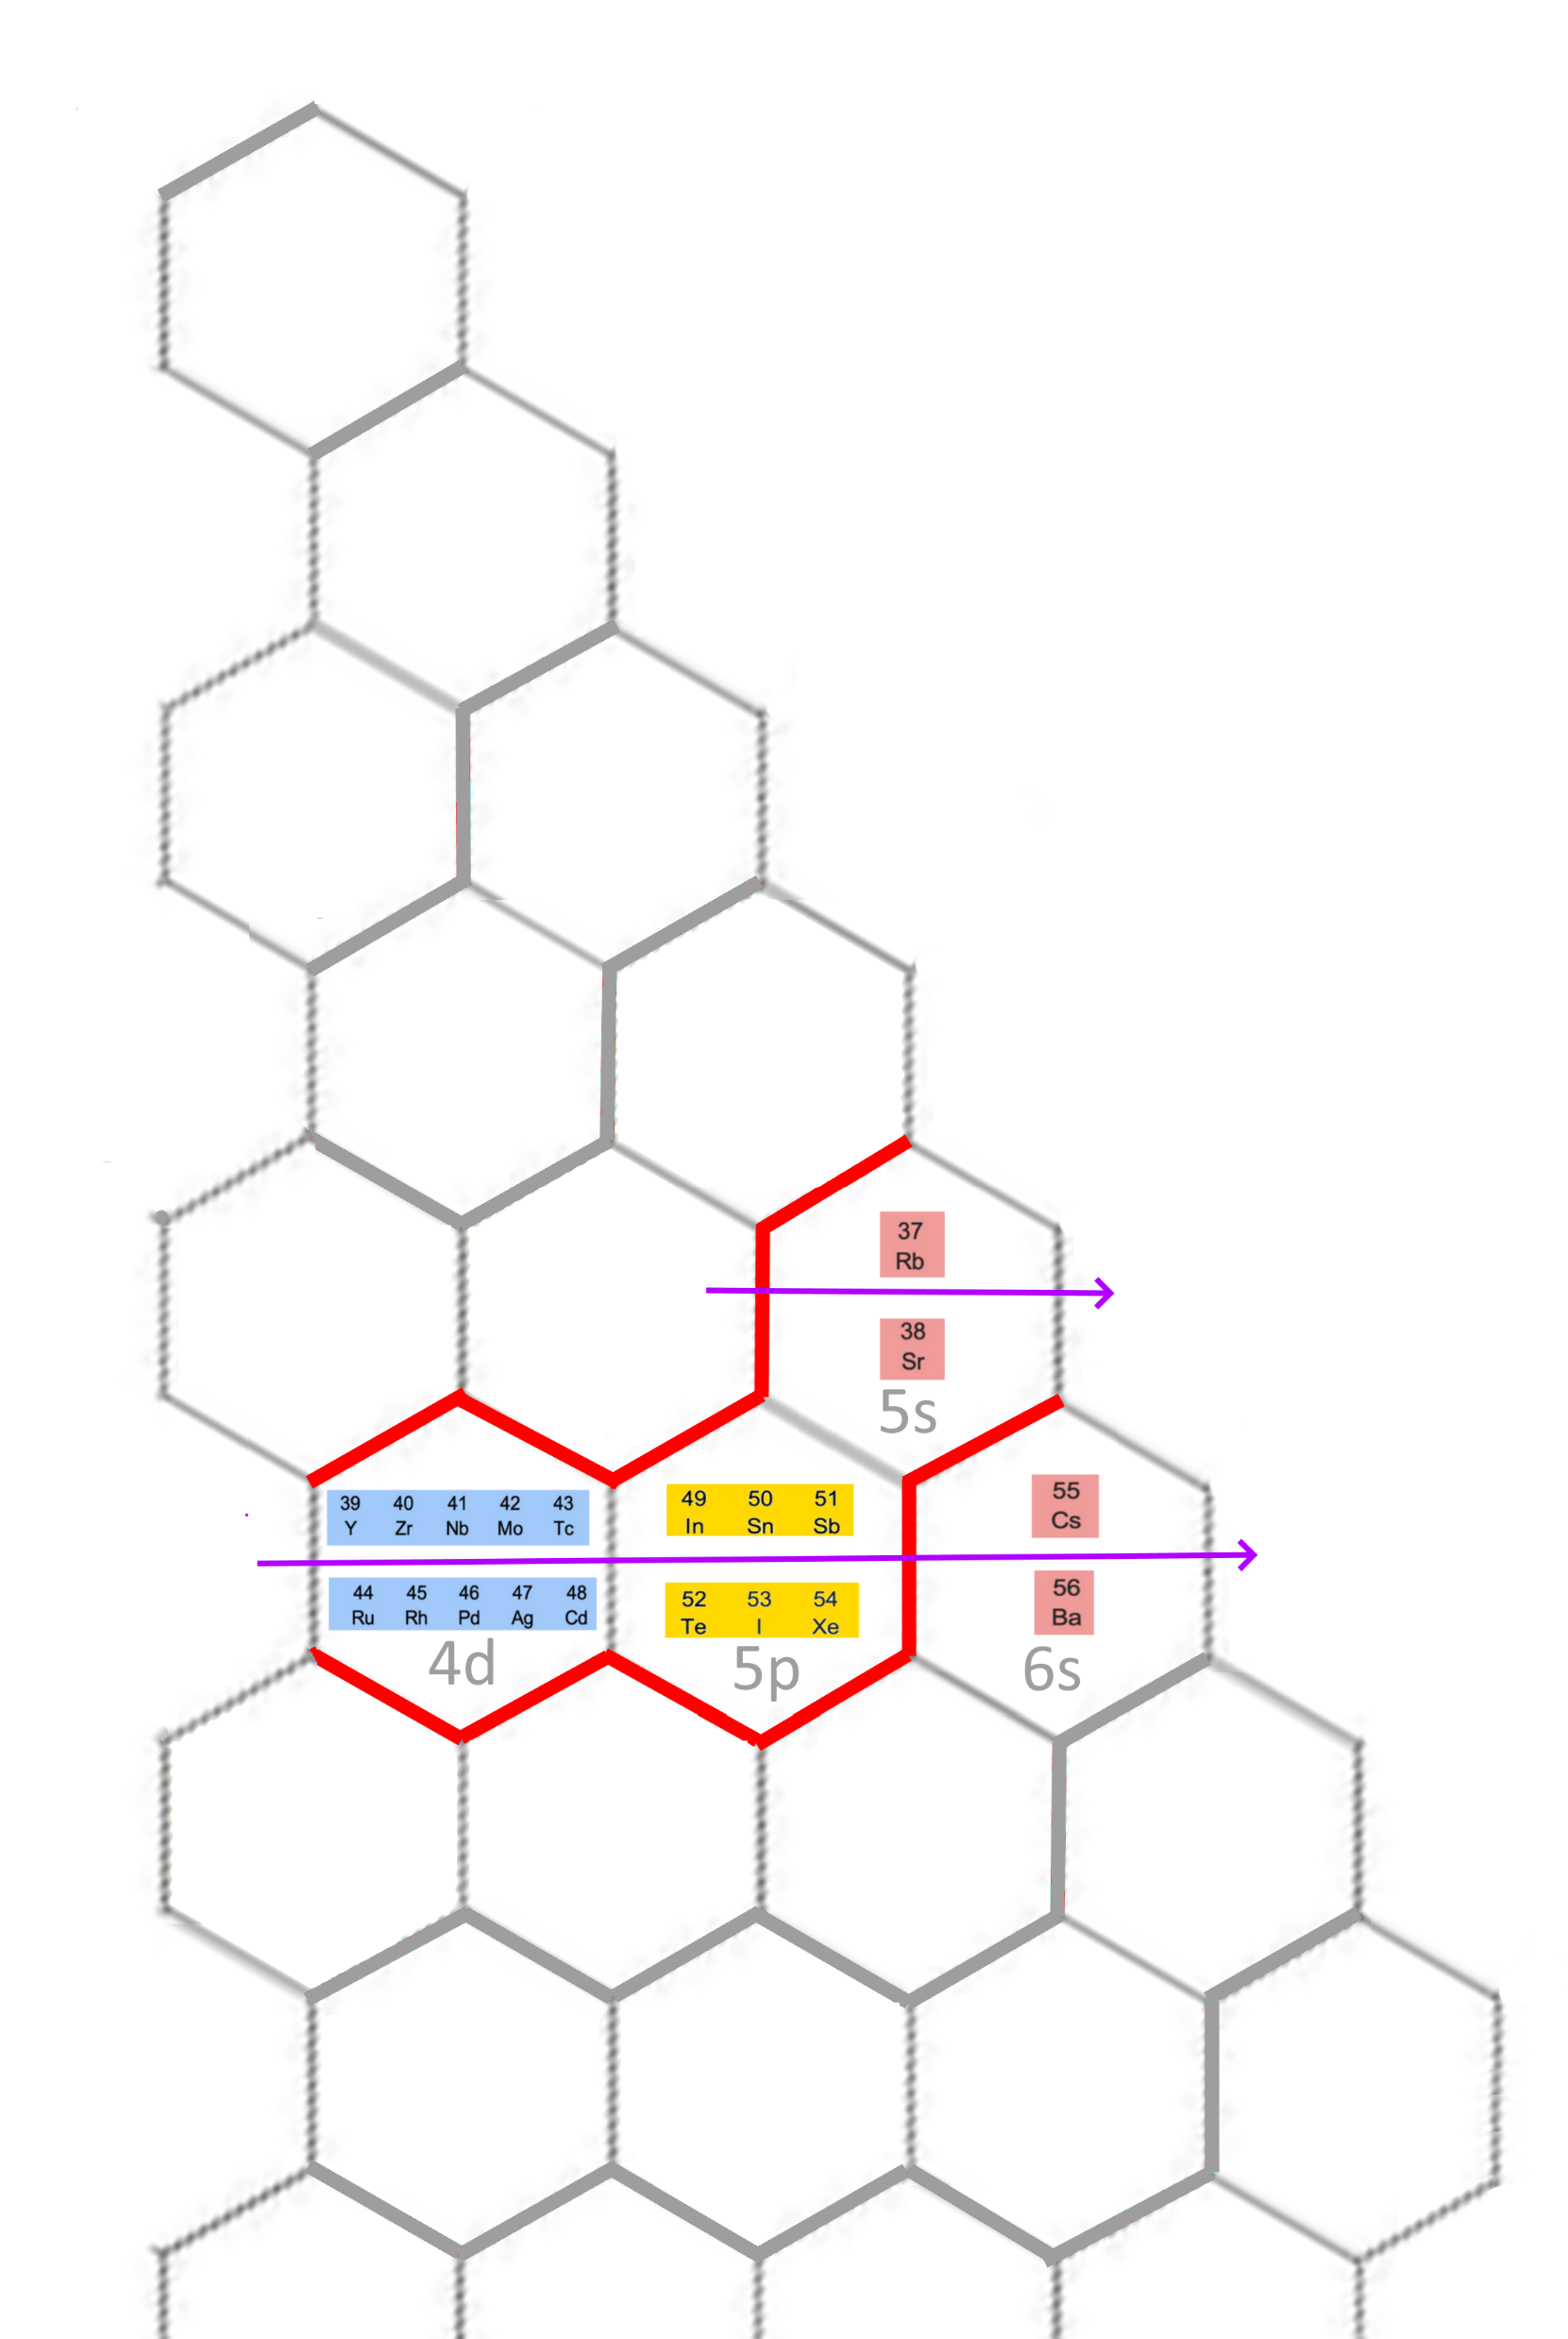 37
Rb
38
Sr
5s
39 40 41 42 43
Y Zr Nb Mo Tc
44 45 46 47 48
Ru Rh Pd Ag Cd
4d
49 50 51
In Sn Sb
52 53 54
Te I Xe
5p
55
Cs
56
Ba
6s